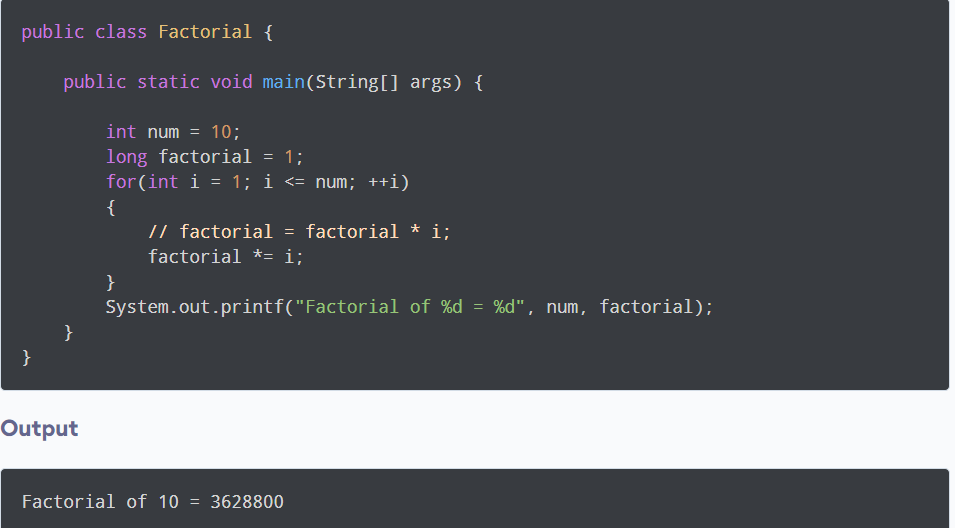 public class Factorial {
    public static void main(String[] args) {
        int num = 10;
        long factorial = 1;
        for(int i = 1; i <= num; ++i)
        {
            // factorial = factorial * i;
            factorial *= i;
        }
        System.out.printf("Factorial of %d = %d", num, factorial);
    }
}
Output
Factorial of 10 = 3628800